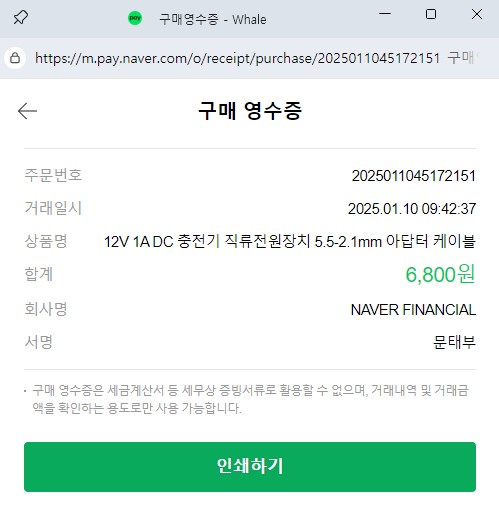 pay 구매영수증 - Whale
https://m.pay.naver.com/o/receipt/purchase/2025011045172151 구매
구매 영수증
주문번호 2025011045172151
거래일시 2025.01.10 09:42:37
상품명 12V 1A DC 충전기 직류전원장치 5.5-2.1mm 아답터 케이블
합계 6,800원
회사명 NAVER FINANCIAL
서명 문태부
· 구매 영수증은 세금계산서 등 세무상 증빙서류로 활용할 수 없으며, 거래내역 및 거래금
액을 확인하는 용도로만 사용 가능합니다.
인쇄하기